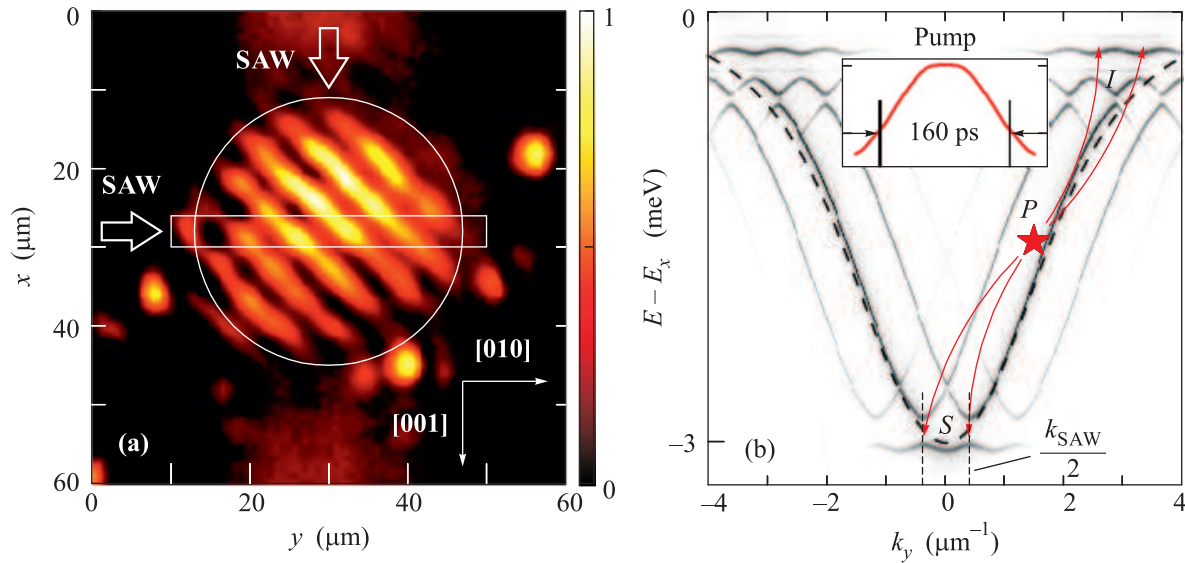 0
20
40
60
x (μm)
0
20
40
60
y (μm)
SAW
SAW
[010]
[001]
(a)
1
0
0
−3
E − Eₓ (meV)
−4
−2
0
2
4
k_y (μm⁻¹)
Pump
160 ps
I
P
S
k_SAW
2
(b)